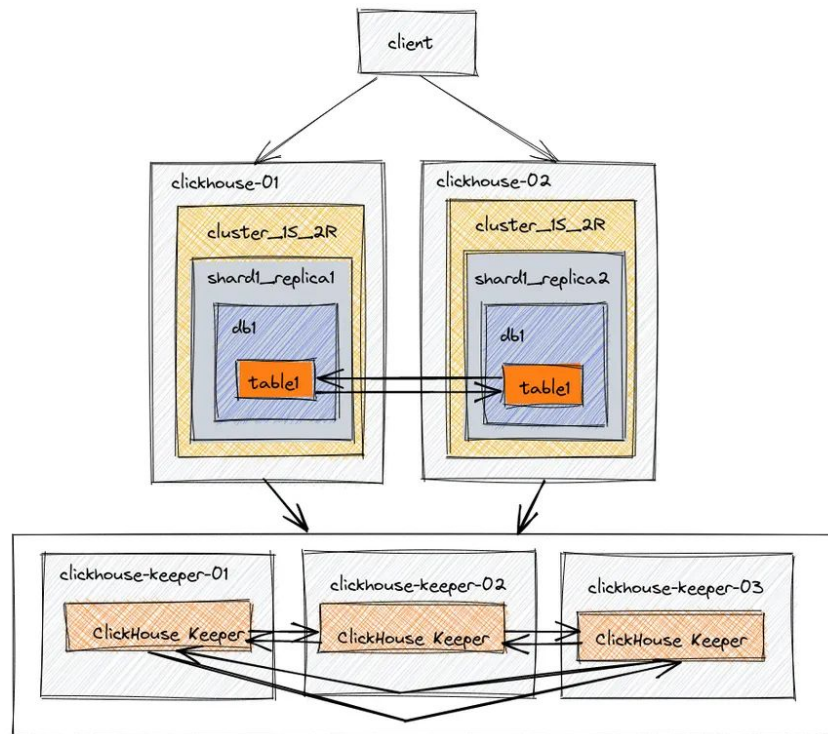 client
clickhouse-01
clickhouse-02
cluster_1S_2R
cluster_1S_2R
shard1_replica1
shard1_replica2
db1
db1
table1
table1
clickhouse-keeper-01
clickhouse-keeper-02
clickhouse-keeper-03
ClickHouse Keeper
ClickHouse Keeper
ClickHouse Keeper